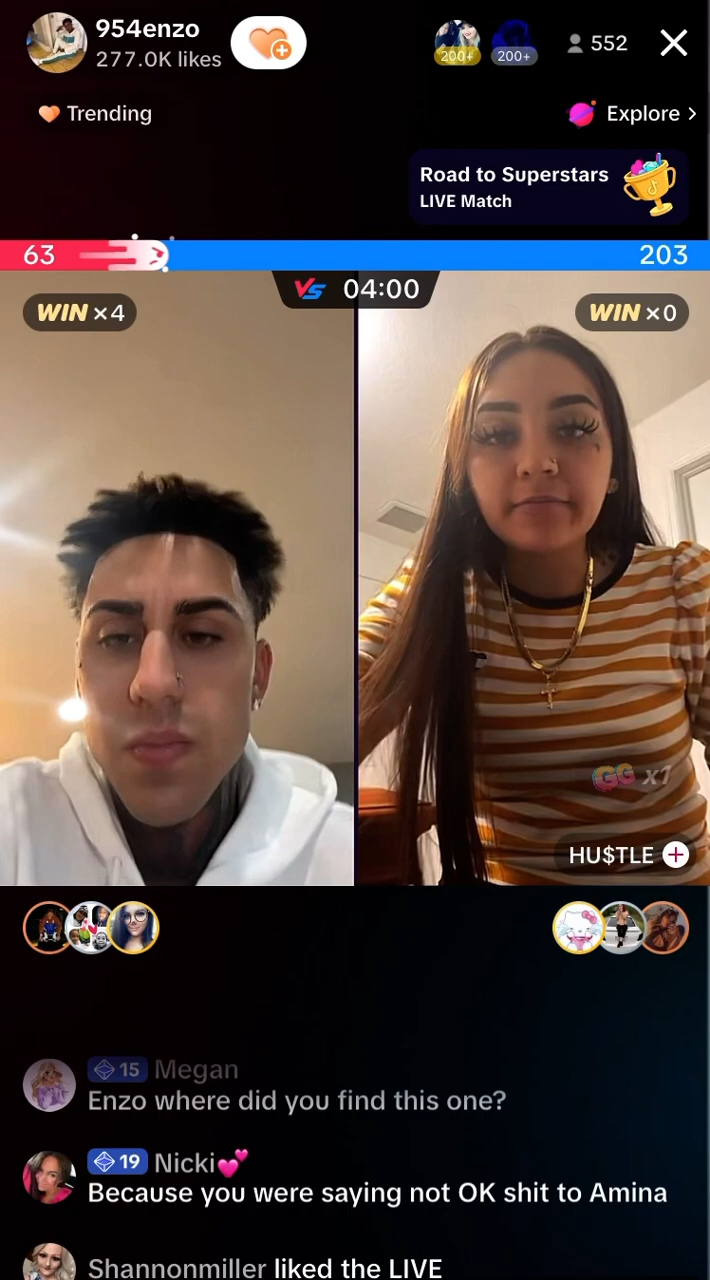 954enzo
277.0K likes
200+
200+
552
Trending
Explore
Road to Superstars
LIVE Match
63
203
VS 04:00
WIN ×4
WIN ×0
GG x1
HU$TLE
15 Megan
Enzo where did you find this one?
19 Nicki💕
Because you were saying not OK shit to Amina
Shannonmiller liked the LIVE